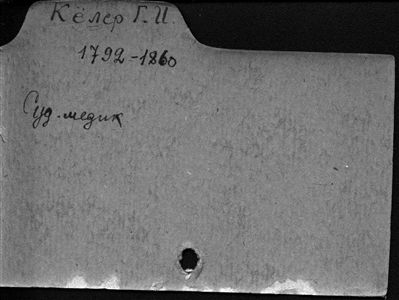 Кёлер Г.И.
1792-1860
Суд. медик